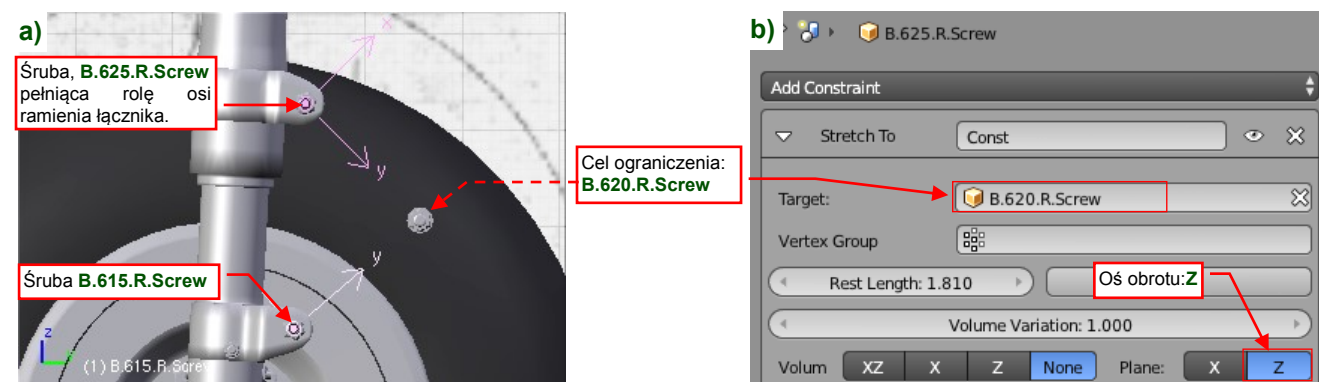 a)
Śruba, B.625.R.Screw
pełniąca rolę osi
ramienia łącznika.
x
y
y
Śruba B.615.R.Screw
z
(1) B.615.R.Screw
Cel ograniczenia:
B.620.R.Screw
b)
B.625.R.Screw
Add Constraint
Stretch To Const
Target: B.620.R.Screw
Vertex Group
Rest Length: 1.810
Oś obrotu:Z
Volume Variation: 1.000
Volum XZ X Z None Plane: X Z